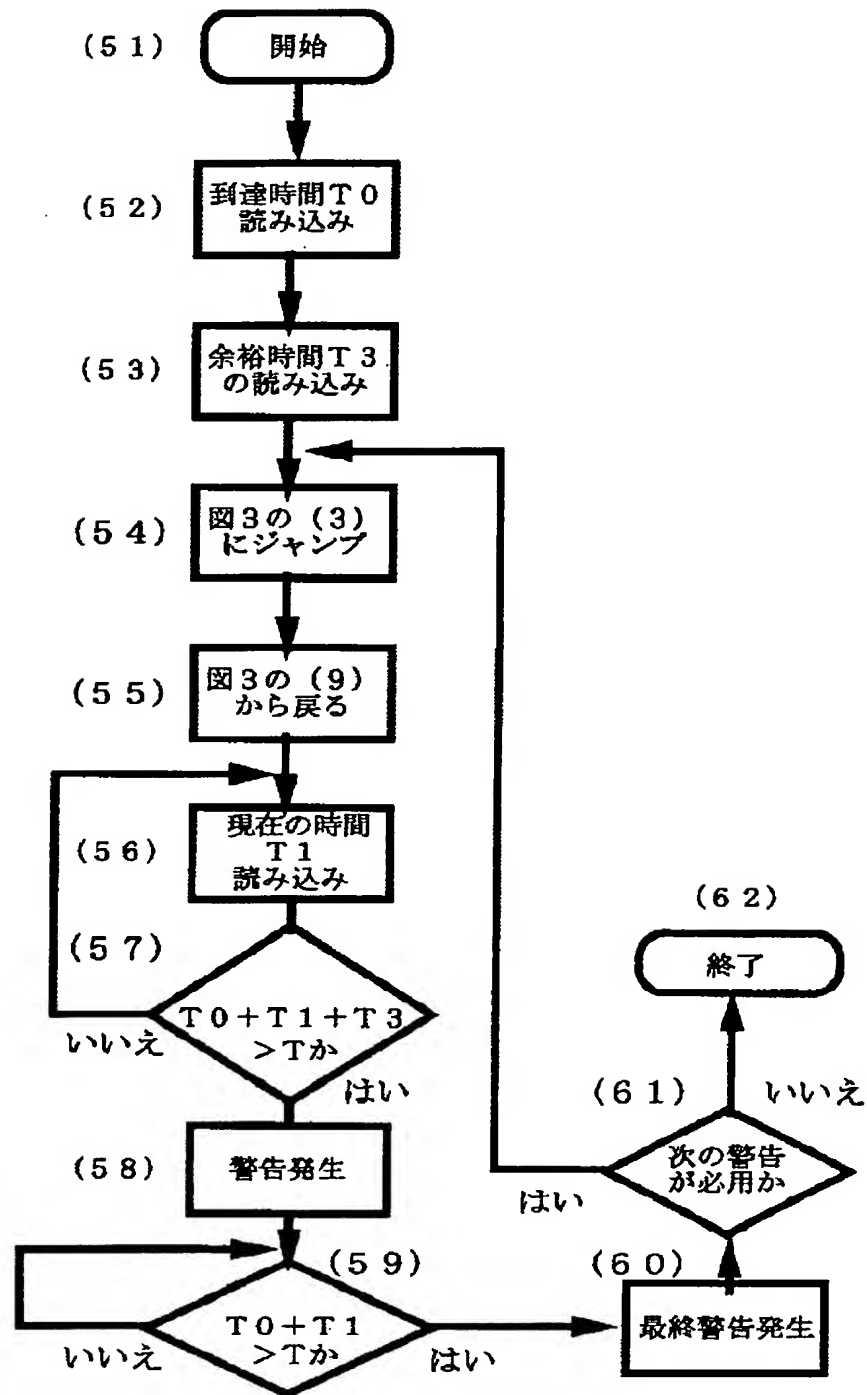 (51)
開始
(52)
到達時間T0
読み込み
(53)
余裕時間T3
の読み込み
(54)
図3の(3)
にジャンプ
(55)
図3の(9)
から戻る
(56)
現在の時間
T1
読み込み
(57)
T0+T1+T3
>Tか
いいえ
はい
(58)
警告発生
(59)
T0+T1
>Tか
いいえ
はい
(60)
最終警告発生
(61)
次の警告
が必用か
はい
いいえ
(62)
終了